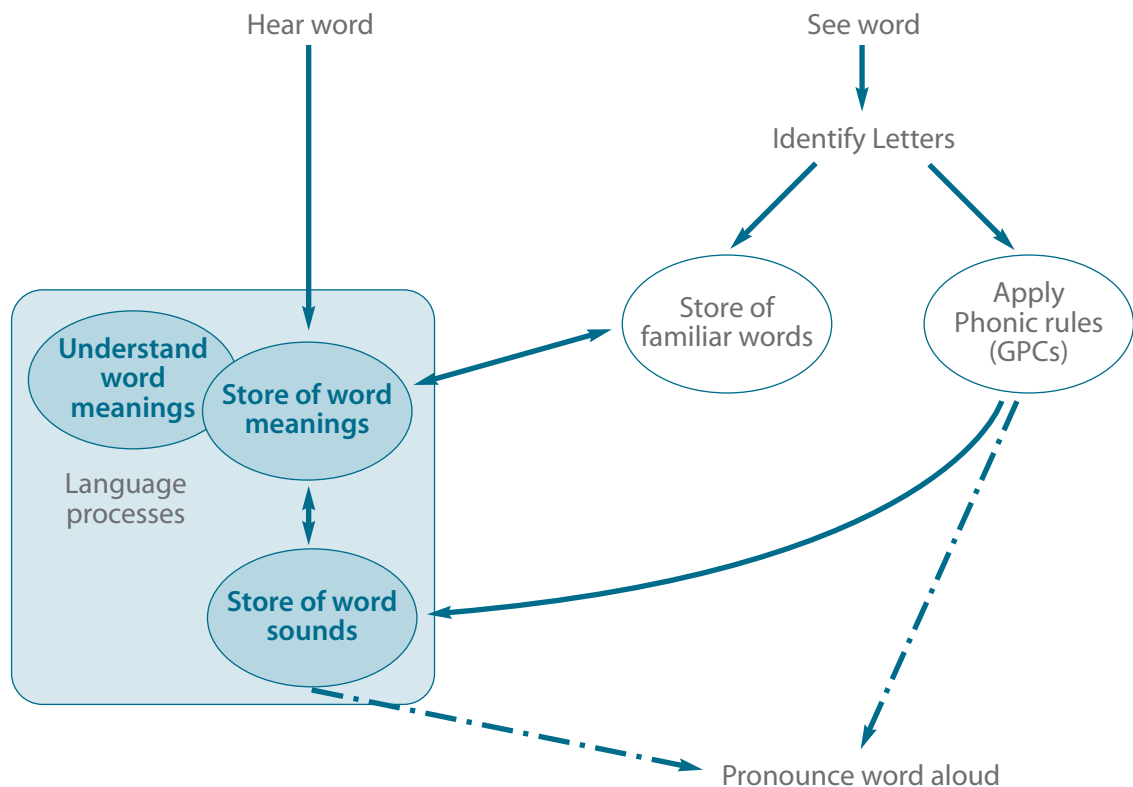 Hear word
See word
Identify Letters
Store of
familiar words
Apply
Phonic rules
(GPCs)
Understand
word
meanings
Store of word
meanings
Language
processes
Store of word
sounds
Pronounce word aloud